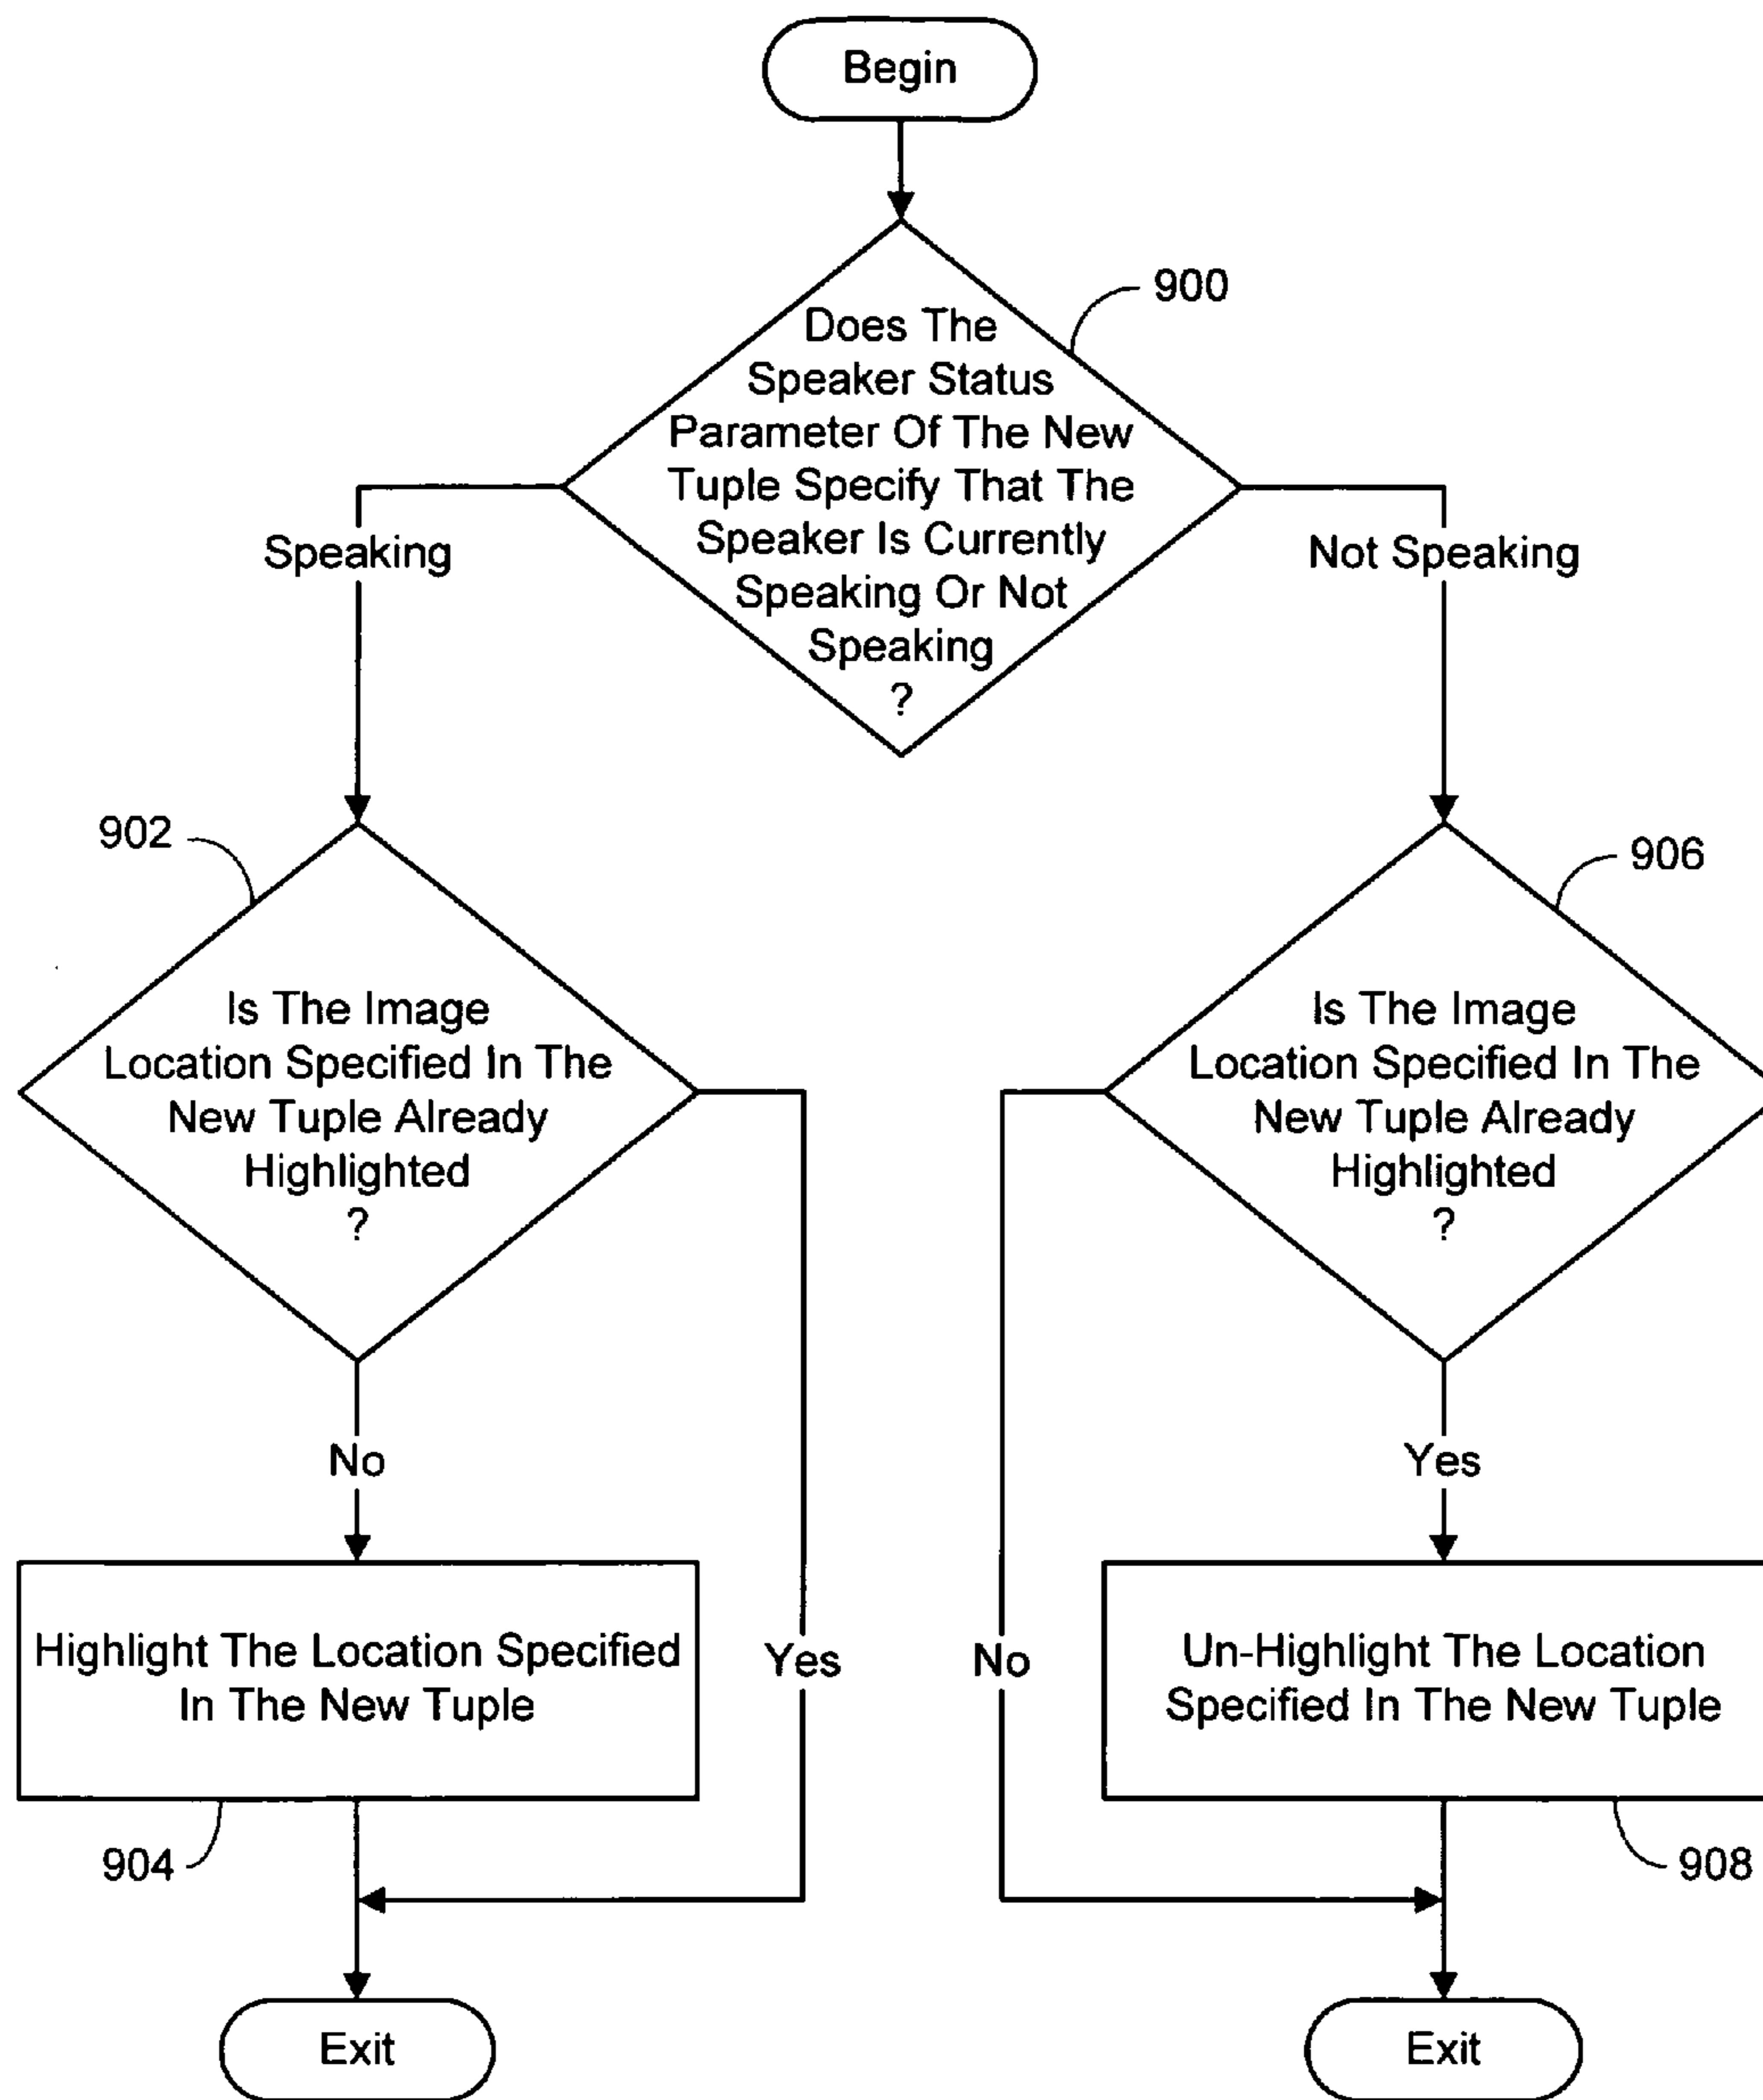 Begin
900
Does The
Speaker Status
Parameter Of The New
Tuple Specify That The
Speaker Is Currently
Speaking Or Not
Speaking
?
Speaking
Not Speaking
902
Is The Image
Location Specified In The
New Tuple Already
Highlighted
?
906
Is The Image
Location Specified In The
New Tuple Already
Highlighted
?
No
Yes
Highlight The Location Specified
In The New Tuple
Yes
No
Un-Highlight The Location
Specified In The New Tuple
904
908
Exit
Exit